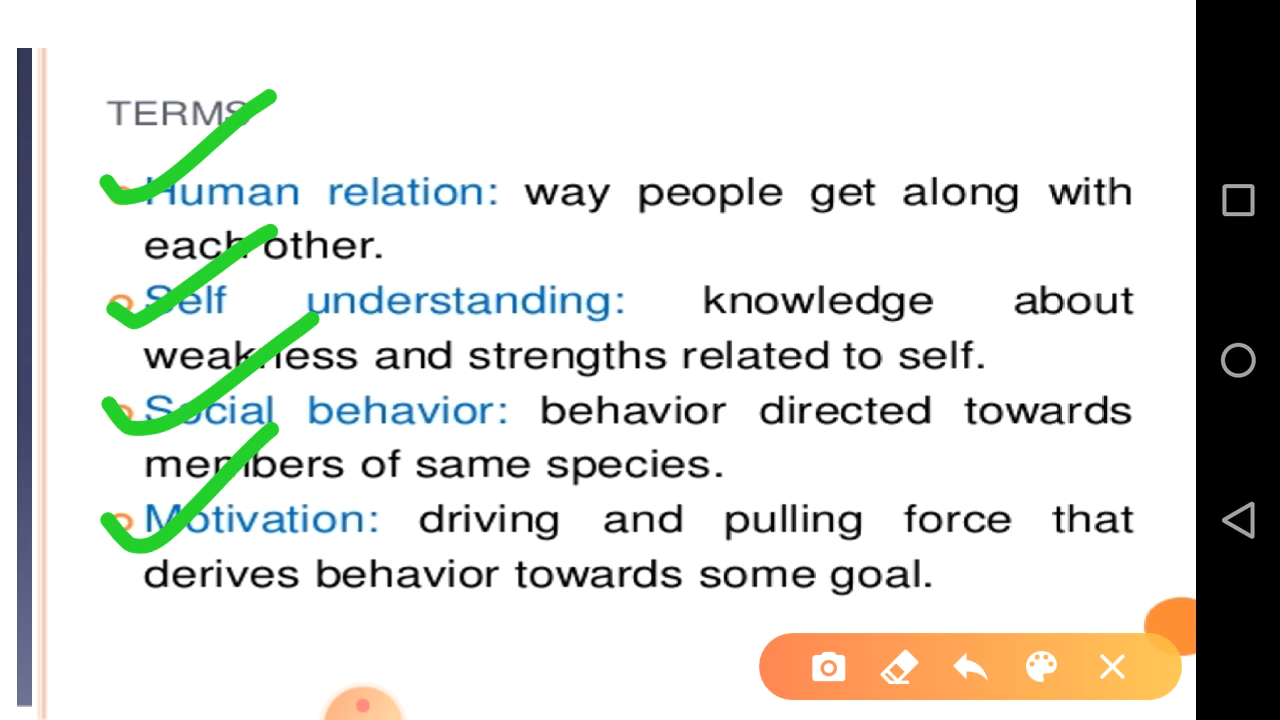 TERMS
Human relation: way people get along with
each other.
Self understanding: knowledge about
weakness and strengths related to self.
Social behavior: behavior directed towards
members of same species.
Motivation: driving and pulling force that
derives behavior towards some goal.